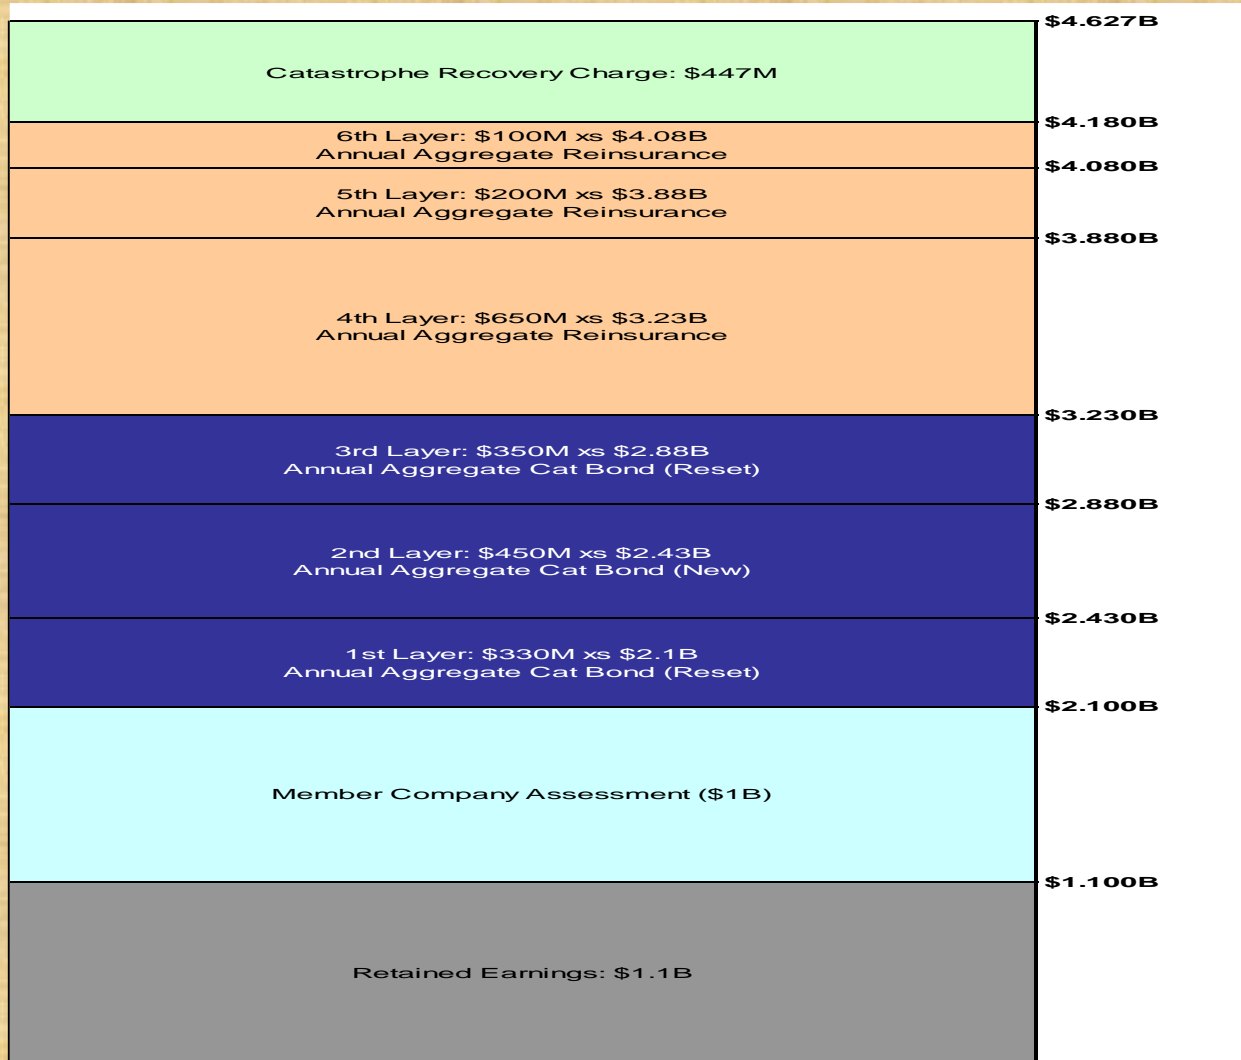 $4.627B
Catastrophe Recovery Charge: $447M
$4.180B
6th Layer: $100M xs $4.08B
Annual Aggregate Reinsurance
$4.080B
5th Layer: $200M xs $3.88B
Annual Aggregate Reinsurance
$3.880B
4th Layer: $650M xs $3.23B
Annual Aggregate Reinsurance
$3.230B
3rd Layer: $350M xs $2.88B
Annual Aggregate Cat Bond (Reset)
$2.880B
2nd Layer: $450M xs $2.43B
Annual Aggregate Cat Bond (New)
$2.430B
1st Layer: $330M xs $2.1B
Annual Aggregate Cat Bond (Reset)
$2.100B
Member Company Assessment ($1B)
$1.100B
Retained Earnings: $1.1B